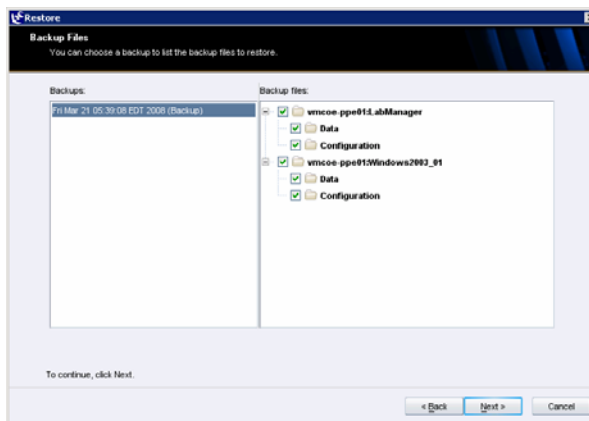 Restore
Backup Files
You can choose a backup to list the backup files to restore.
Backups:
Fri Mar 21 05:39:08 EDT 2008 (Backup)
Backup files:
vmcoe-ppe01:LabManager
Data
Configuration
vmcoe-ppe01:Windows2003_01
Data
Configuration
To continue, click Next.
< Back
Next >
Cancel